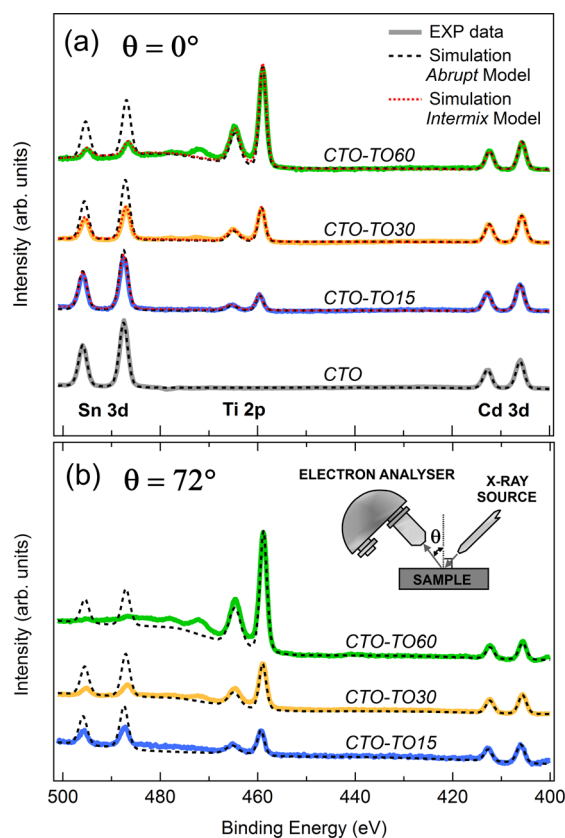 (a) θ = 0°
EXP data
Simulation
Abrupt Model
Simulation
Intermix Model
CTO-TO60
CTO-TO30
CTO-TO15
CTO
Sn 3d Ti 2p Cd 3d
Intensity (arb. units)
(b) θ = 72°
ELECTRON ANALYSER
X-RAY
SOURCE
θ
SAMPLE
CTO-TO60
CTO-TO30
CTO-TO15
Intensity (arb. units)
500 480 460 440 420 400
Binding Energy (eV)